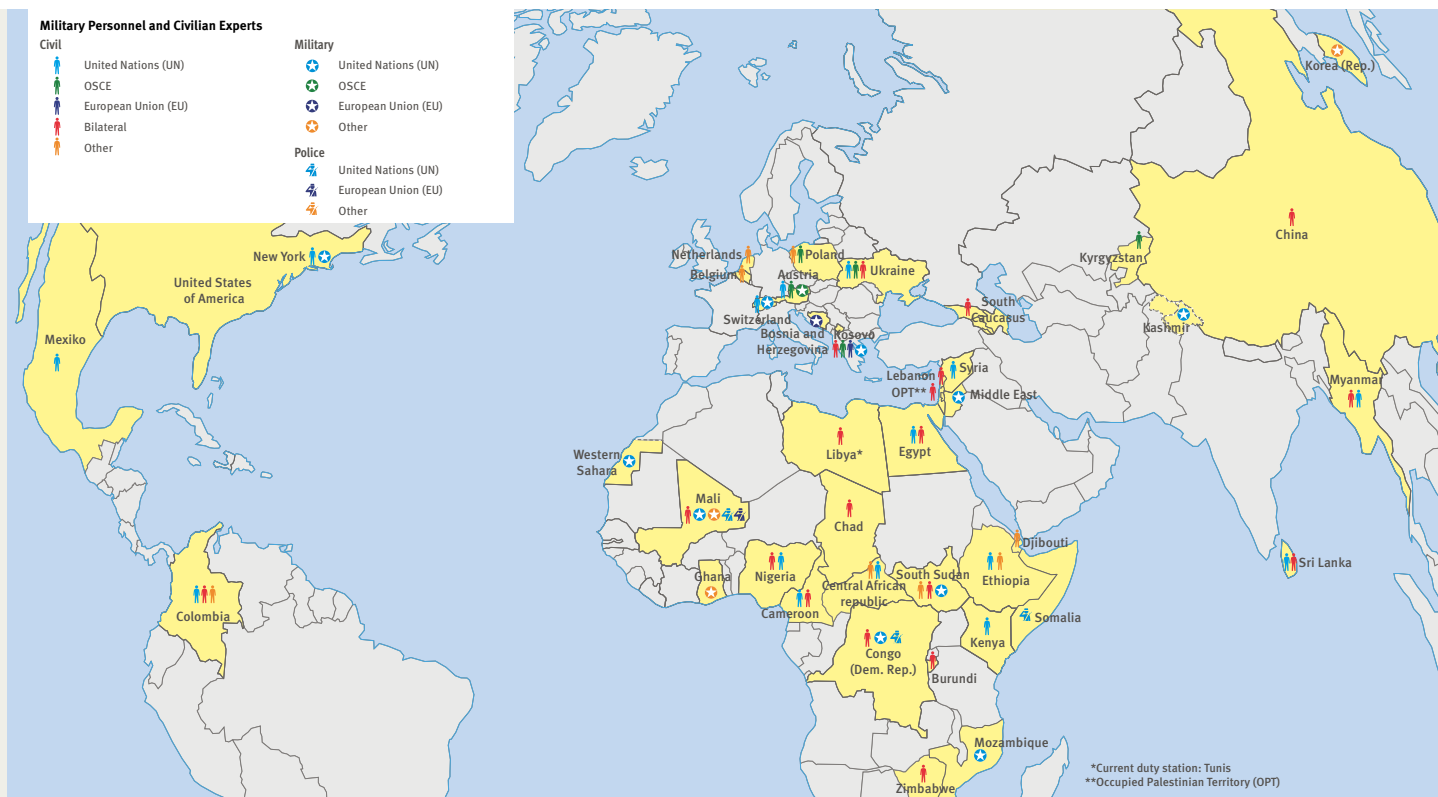 Military Personnel and Civilian Experts
Civil
United Nations (UN)
OSCE
European Union (EU)
Bilateral
Other
Military
United Nations (UN)
OSCE
European Union (EU)
Other
Police
United Nations (UN)
European Union (EU)
Other
Korea (Rep.)
China
Kyrgyzstan
Kashmir
Myanmar
Sri Lanka
New York
United States
of America
Mexiko
Colombia
Netherlands
Belgium
Poland
Austria
Ukraine
Switzerland
Bosnia and
Herzegovina
Kosovo
South
Caucasus
Lebanon
Syria
OPT**
Middle East
Western
Sahara
Libya*
Egypt
Mali
Chad
Djibouti
Ghana
Nigeria
Cameroon
Central African
republic
South Sudan
Ethiopia
Somalia
Kenya
Congo
(Dem. Rep.)
Burundi
Mozambique
Zimbabwe
*Current duty station: Tunis
**Occupied Palestinian Territory (OPT)